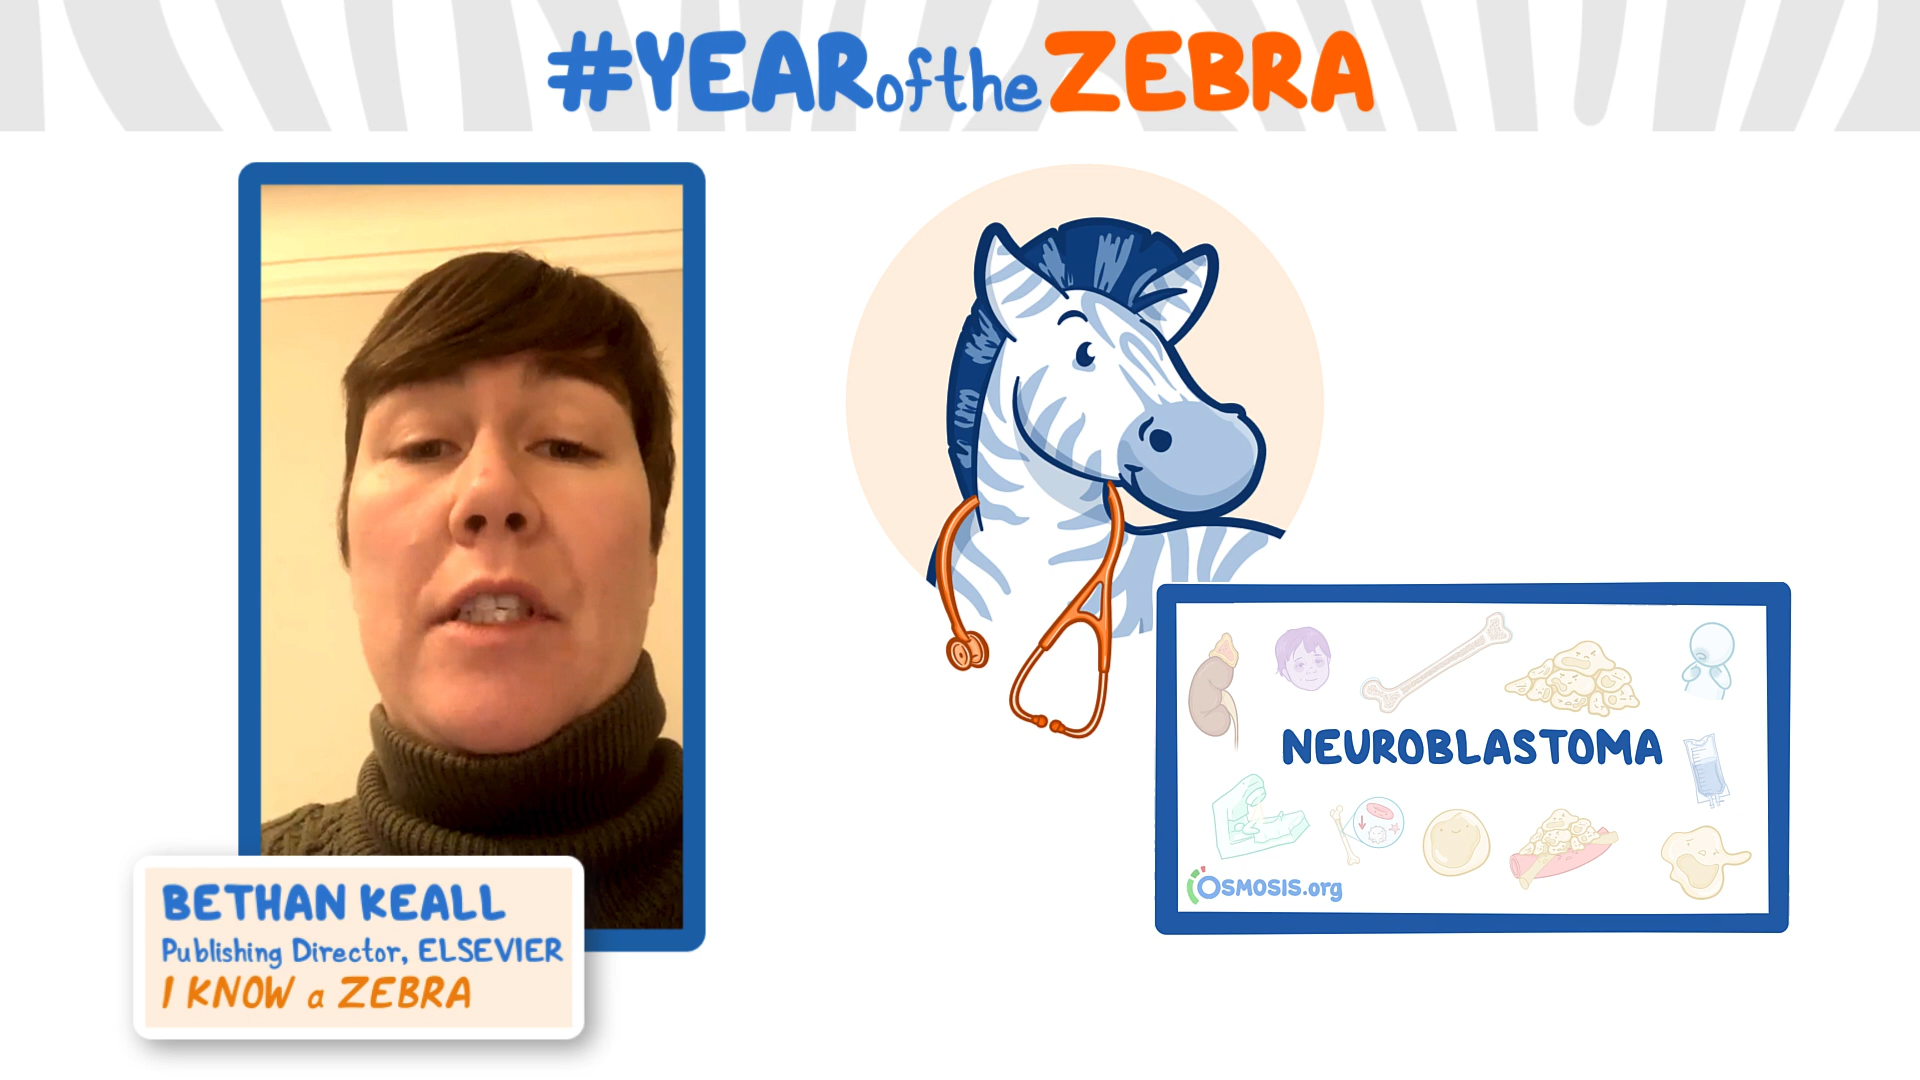 #YEARoftheZEBRA
BETHAN KEALL
Publishing Director, ELSEVIER
I KNOW a ZEBRA
NEUROBLASTOMA
OSMOSIS.org